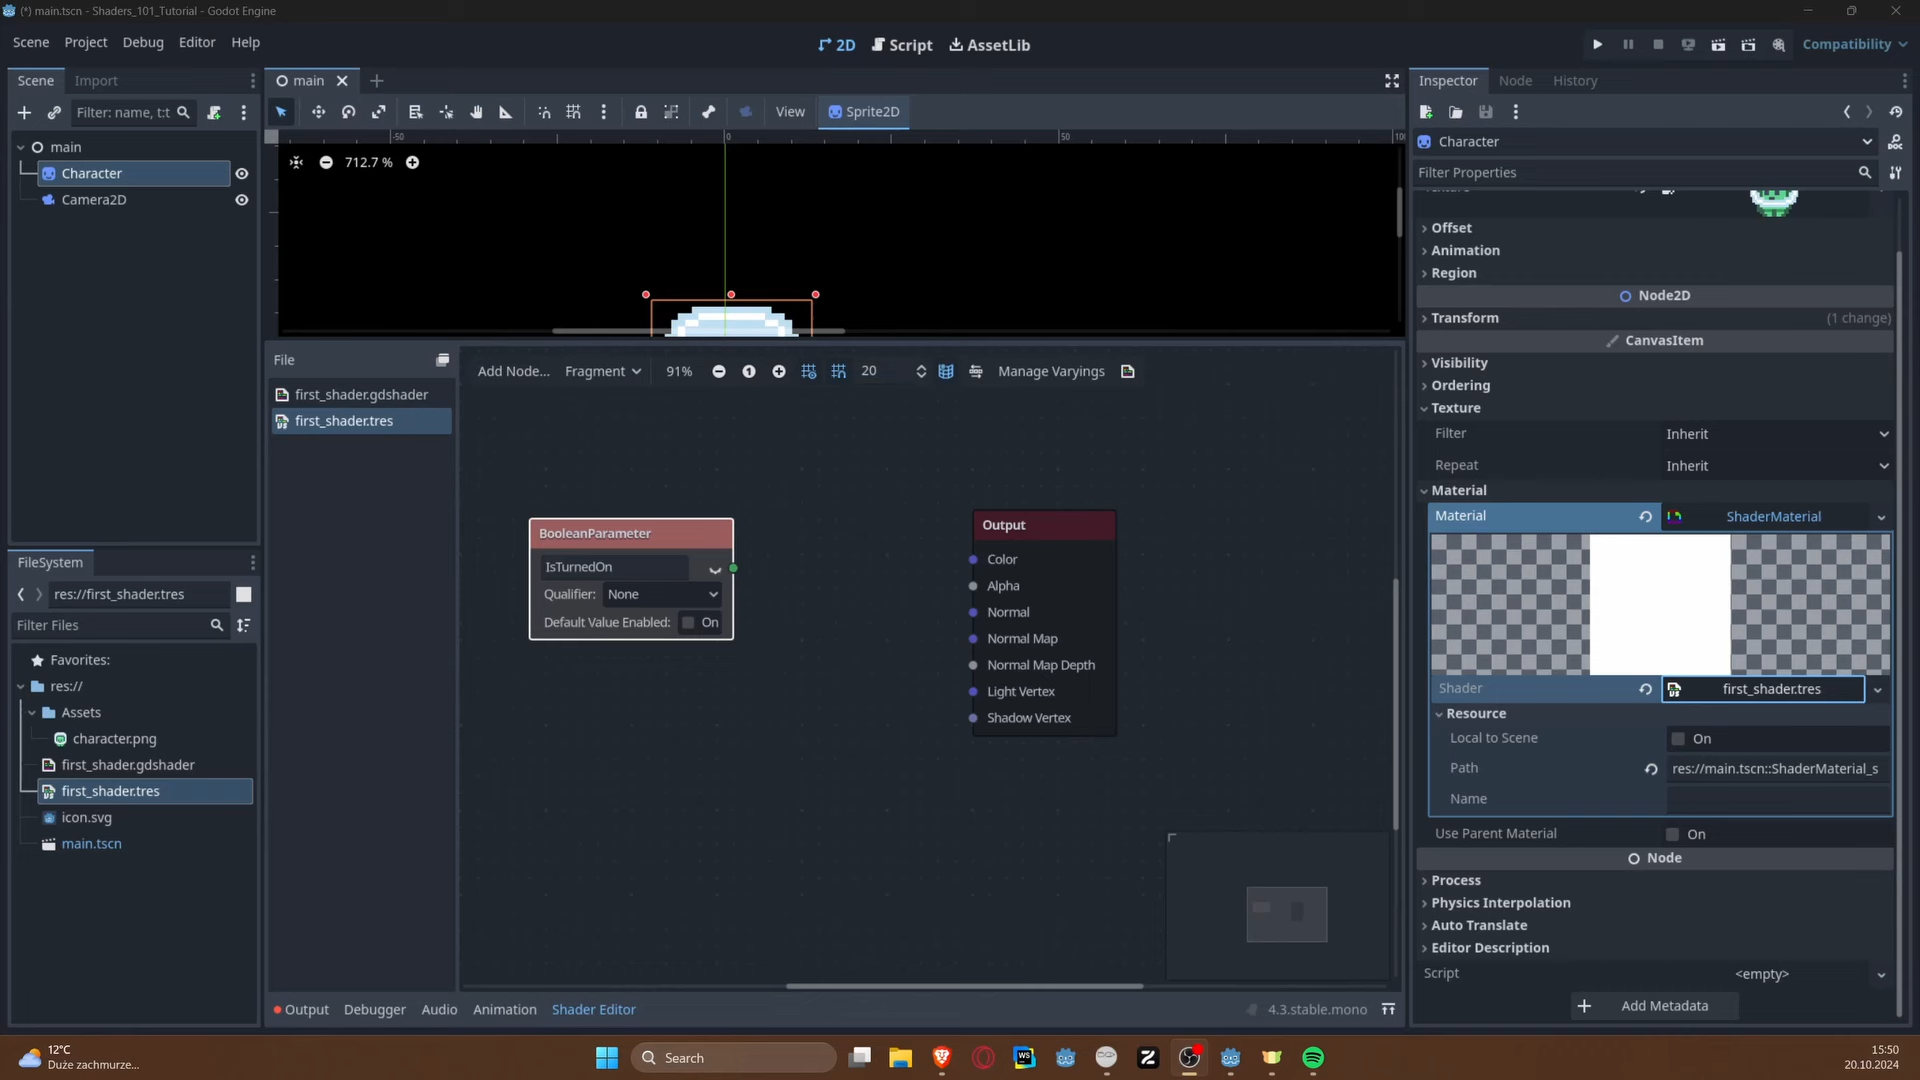 (*) main.tscn - Shaders_101_Tutorial - Godot Engine
Scene Project Debug Editor Help
2D Script AssetLib
Compatibility
Scene Import
Filter: name, t:t
main
Character
Camera2D
FileSystem
res://first_shader.tres
Filter Files
Favorites:
res://
Assets
character.png
first_shader.gdshader
first_shader.tres
icon.svg
main.tscn
main
View Sprite2D
-50 0 50
712.7 %
File
first_shader.gdshader
first_shader.tres
Add Node... Fragment 91% 1 20 Manage Varyings
BooleanParameter
IsTurnedOn
Qualifier: None
Default Value Enabled: On
Output
Color
Alpha
Normal
Normal Map
Normal Map Depth
Light Vertex
Shadow Vertex
Output Debugger Audio Animation Shader Editor 4.3.stable.mono
Inspector Node History
Character
Filter Properties
Offset
Animation
Region
Node2D
Transform (1 change)
CanvasItem
Visibility
Ordering
Texture
Filter Inherit
Repeat Inherit
Material
Material ShaderMaterial
Shader first_shader.tres
Resource
Local to Scene On
Path res://main.tscn::ShaderMaterial_s
Name
Use Parent Material On
Node
Process
Physics Interpolation
Auto Translate
Editor Description
Script <empty>
Add Metadata
12°C
Duże zachmurze...
Search
15:50
20.10.2024